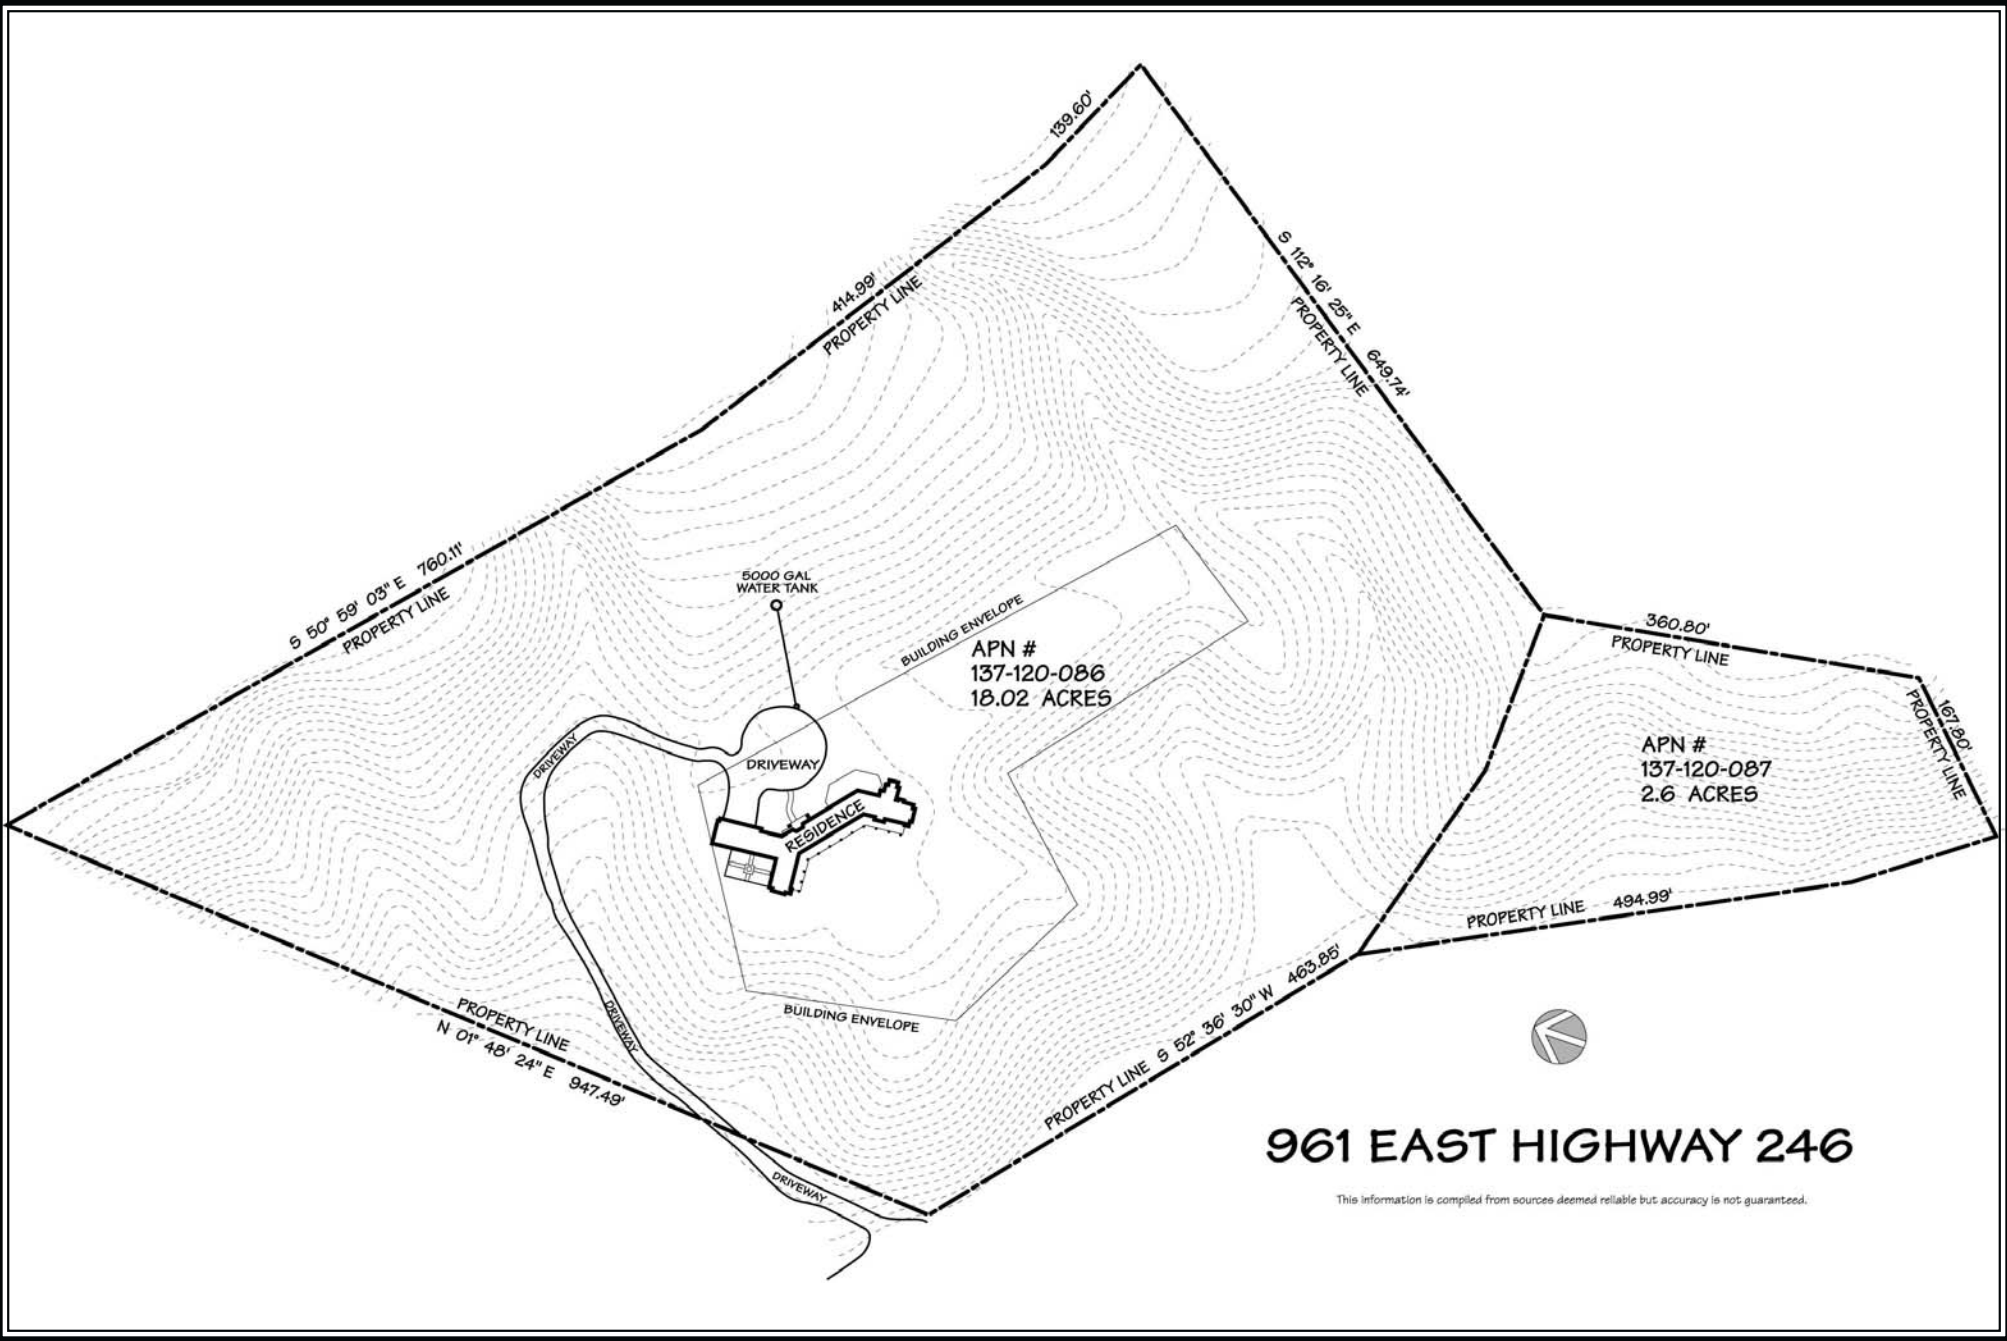 139.60'
414.99'
PROPERTY LINE
S 112° 16' 25" E 649.74'
PROPERTY LINE
S 50° 59' 03" E 760.11'
PROPERTY LINE
5000 GAL
WATER TANK
BUILDING ENVELOPE
APN #
137-120-086
18.02 ACRES
360.80'
PROPERTY LINE
167.80'
PROPERTY LINE
APN #
137-120-087
2.6 ACRES
DRIVEWAY
DRIVEWAY
RESIDENCE
PROPERTY LINE 494.99'
BUILDING ENVELOPE
DRIVEWAY
PROPERTY LINE
N 01° 48' 24" E 947.49'
PROPERTY LINE S 52° 36' 30" W 463.85'
DRIVEWAY
961 EAST HIGHWAY 246
This information is compiled from sources deemed reliable but accuracy is not guaranteed.